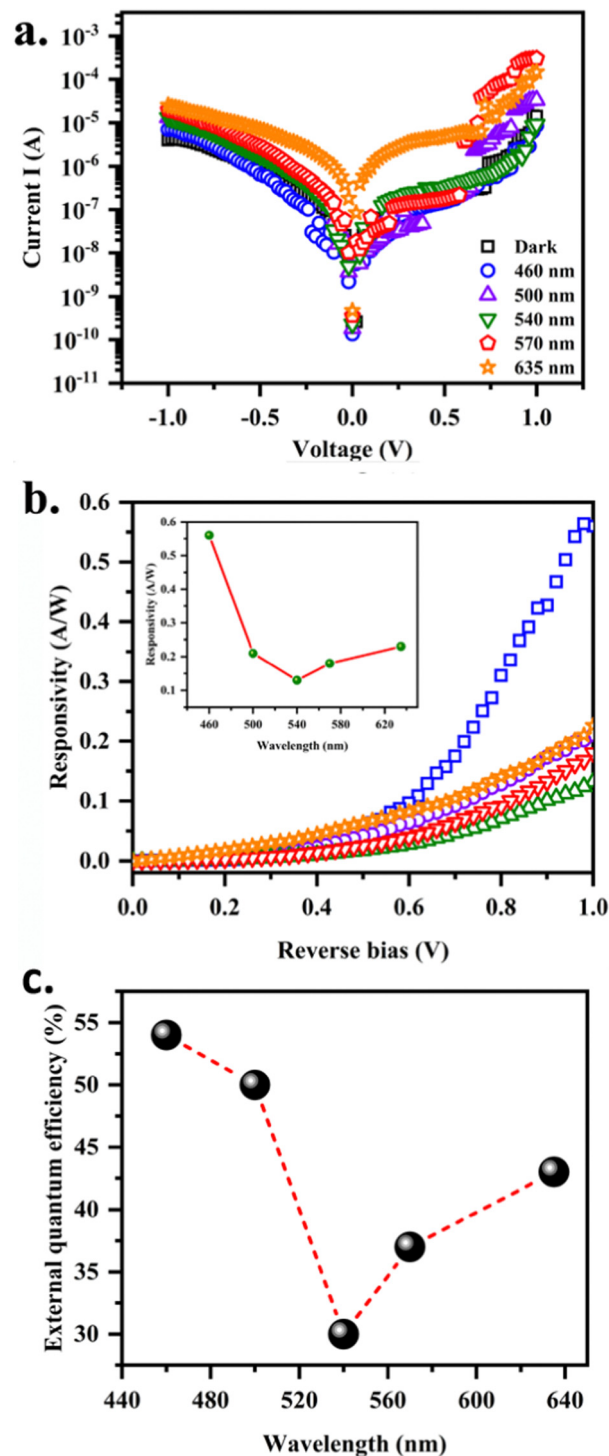 a.
10⁻³
10⁻⁴
10⁻⁵
10⁻⁶
10⁻⁷
10⁻⁸
10⁻⁹
10⁻¹⁰
10⁻¹¹
Current I (A)
Dark
460 nm
500 nm
540 nm
570 nm
635 nm
-1.0 -0.5 0.0 0.5 1.0
Voltage (V)
b.
0.6
0.5
0.4
0.3
0.2
0.1
0.0
Responsivity (A/W)
0.6
0.5
0.4
0.3
0.2
0.1
Responsivity (A/W)
460 500 540 580 620
Wavelength (nm)
0.0 0.2 0.4 0.6 0.8 1.0
Reverse bias (V)
c.
55
50
45
40
35
30
External quantum efficiency (%)
440 480 520 560 600 640
Wavelength (nm)